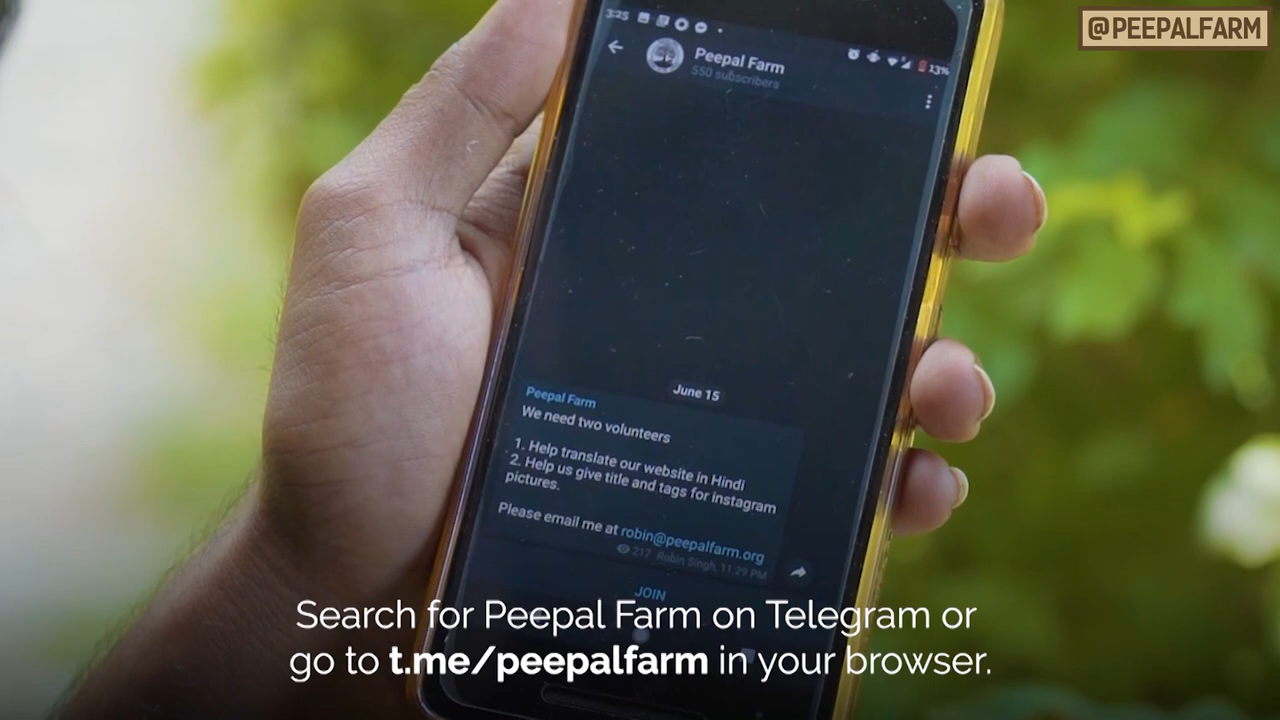 @PEEPALFARM
3:25
13%
Peepal Farm
550 subscribers
June 15
Peepal Farm
We need two volunteers
1. Help translate our website in Hindi
2. Help us give title and tags for instagram
pictures.
Please email me at robin@peepalfarm.org
217 Robin Singh, 11:29 PM
JOIN
Search for Peepal Farm on Telegram or
go to t.me/peepalfarm in your browser.